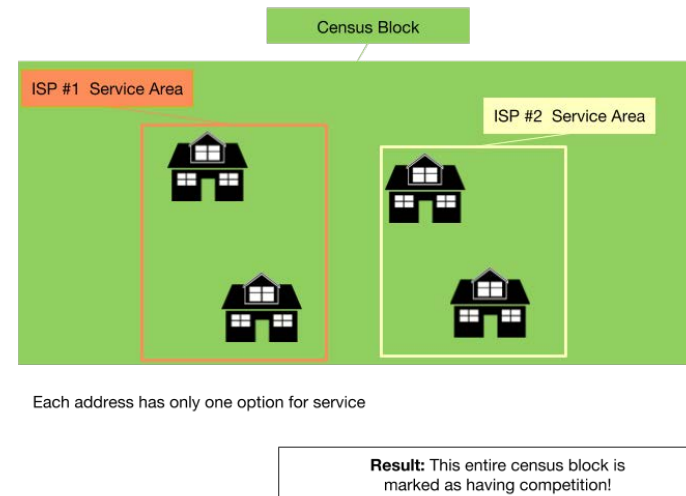 Census Block
ISP #1 Service Area
ISP #2 Service Area
Each address has only one option for service
Result: This entire census block is
marked as having competition!